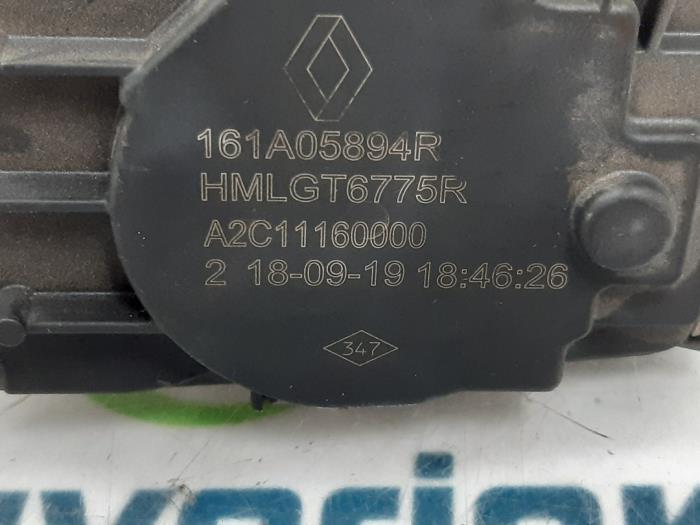 161A05894R
HMLGT6775R
A2C11160000
2 18-09-19 18:46:26
347